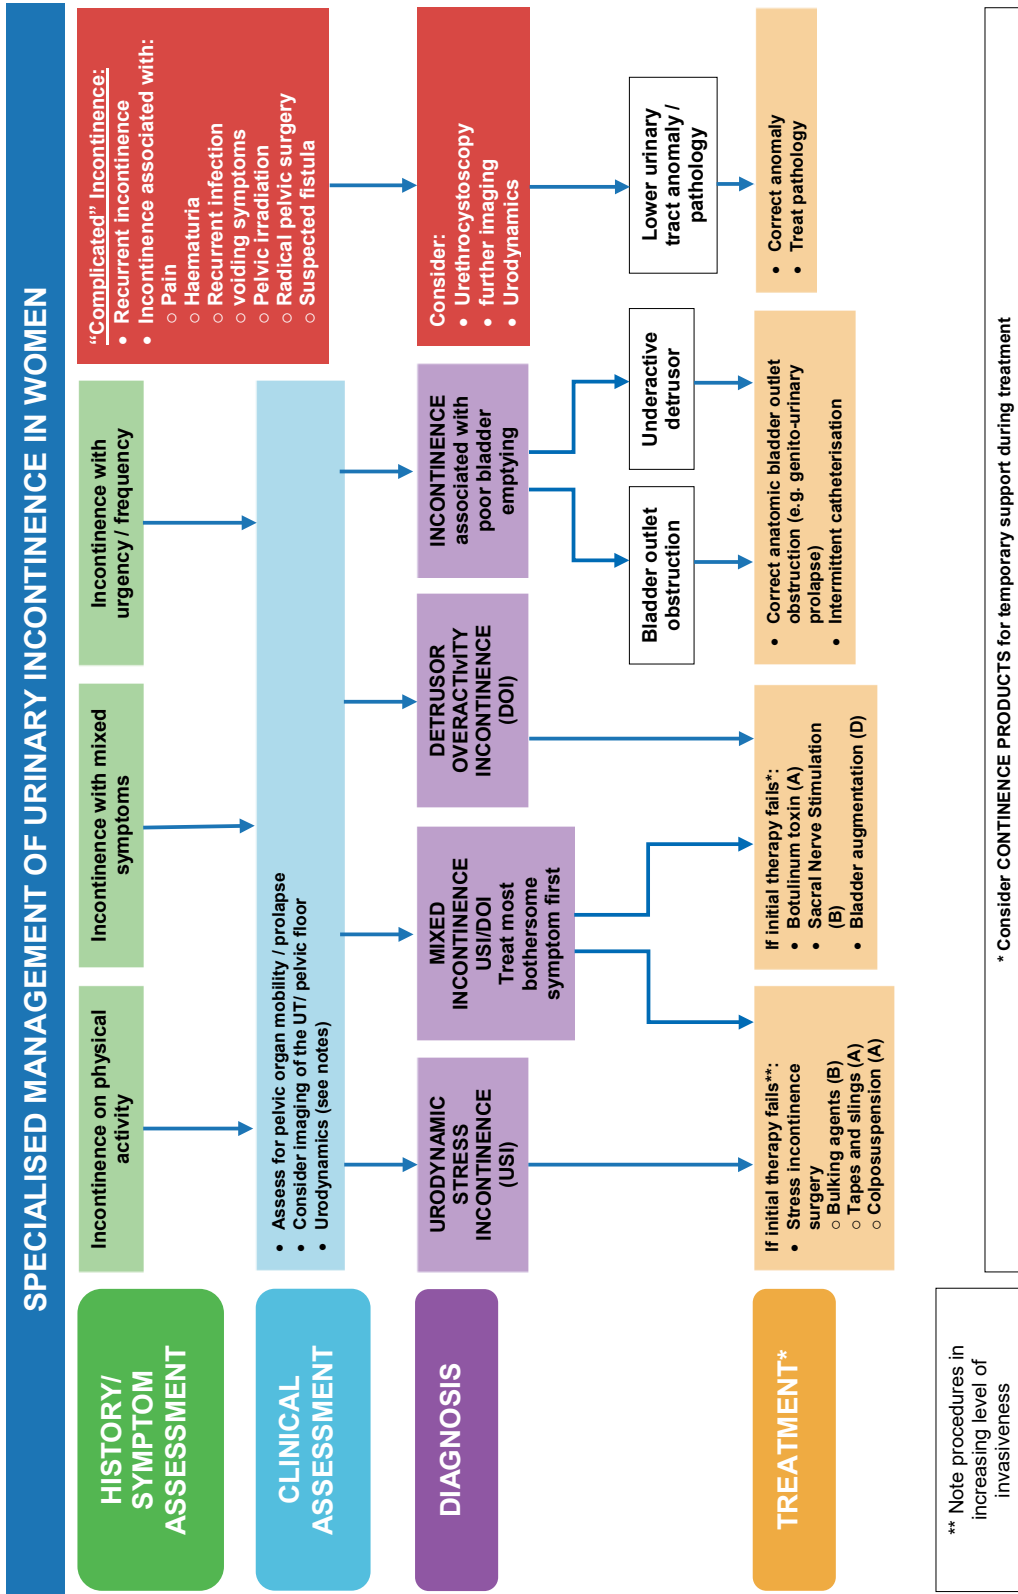 SPECIALISED MANAGEMENT OF URINARY INCONTINENCE IN WOMEN
HISTORY/
SYMPTOM
ASSESSMENT
Incontinence on physical
activity
Incontinence with mixed
symptoms
Incontinence with
urgency / frequency
“Complicated” Incontinence:
• Recurrent incontinence
• Incontinence associated with:
○ Pain
○ Haematuria
○ Recurrent infection
○ voiding symptoms
○ Pelvic irradiation
○ Radical pelvic surgery
○ Suspected fistula
CLINICAL
ASSESSMENT
• Assess for pelvic organ mobility / prolapse
• Consider imaging of the UT/ pelvic floor
• Urodynamics (see notes)
DIAGNOSIS
URODYNAMIC
STRESS
INCONTINENCE
(USI)
MIXED
INCONTINENCE
USI/DOI
Treat most
bothersome
symptom first
DETRUSOR
OVERACTIVITY
INCONTINENCE
(DOI)
INCONTINENCE
associated with
poor bladder
emptying
Consider:
• Urethrocystoscopy
• further imaging
• Urodynamics
Bladder outlet
obstruction
Underactive
detrusor
Lower urinary
tract anomaly /
pathology
TREATMENT*
If initial therapy fails**:
• Stress incontinence
surgery
○ Bulking agents (B)
○ Tapes and slings (A)
○ Colposuspension (A)
If initial therapy fails*:
• Botulinum toxin (A)
• Sacral Nerve Stimulation
(B)
• Bladder augmentation (D)
• Correct anatomic bladder outlet
obstruction (e.g. genito-urinary
prolapse)
• Intermittent catheterisation
• Correct anomaly
• Treat pathology
** Note procedures in
increasing level of
invasiveness
* Consider CONTINENCE PRODUCTS for temporary support during treatment